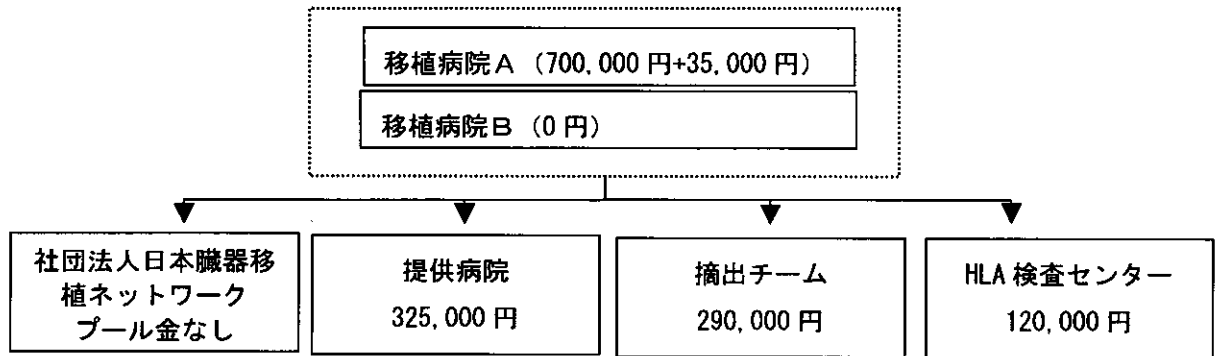 移植病院A（700,000円+35,000円）
移植病院B（0円）
社団法人日本臓器移
植ネットワーク
プール金なし
提供病院
325,000円
摘出チーム
290,000円
HLA検査センター
120,000円